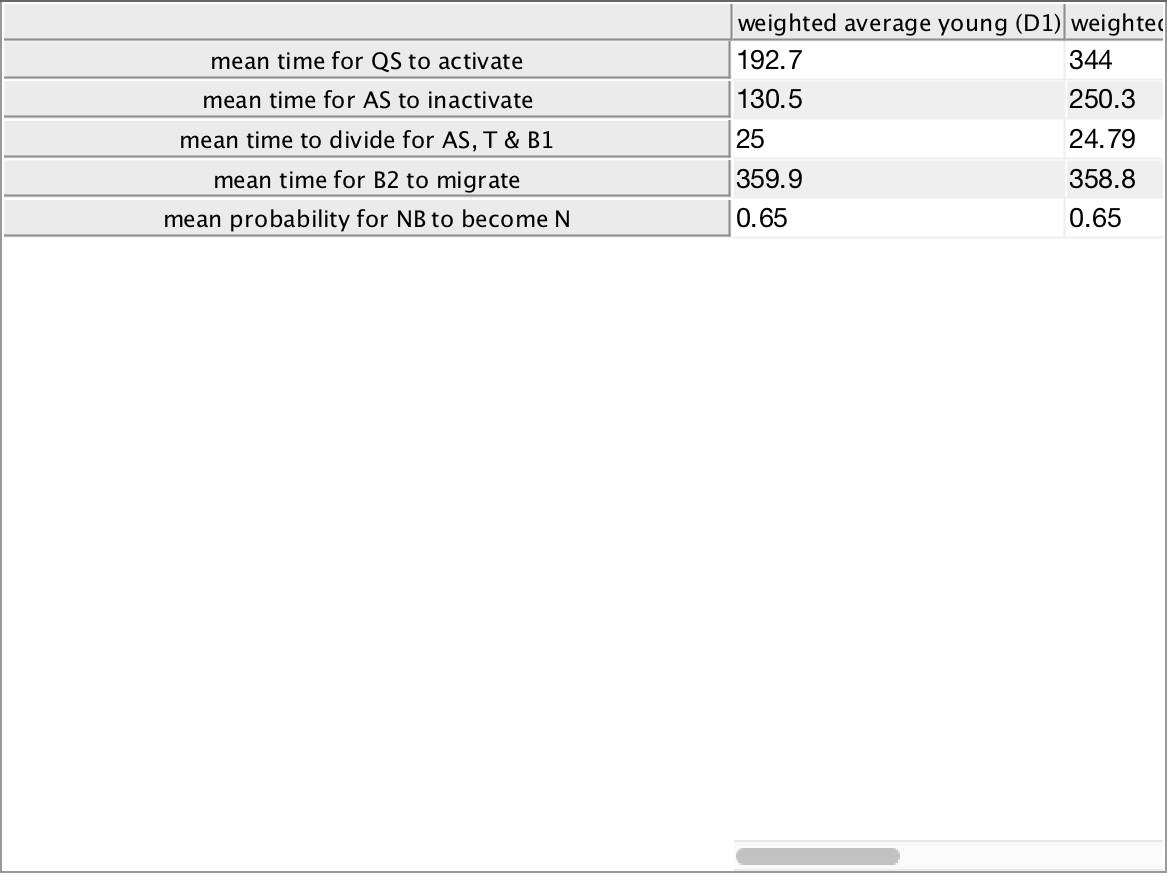 weighted average young (D1) weighted
mean time for QS to activate 192.7 344
mean time for AS to inactivate 130.5 250.3
mean time to divide for AS, T & B1 25 24.79
mean time for B2 to migrate 359.9 358.8
mean probability for NB to become N 0.65 0.65